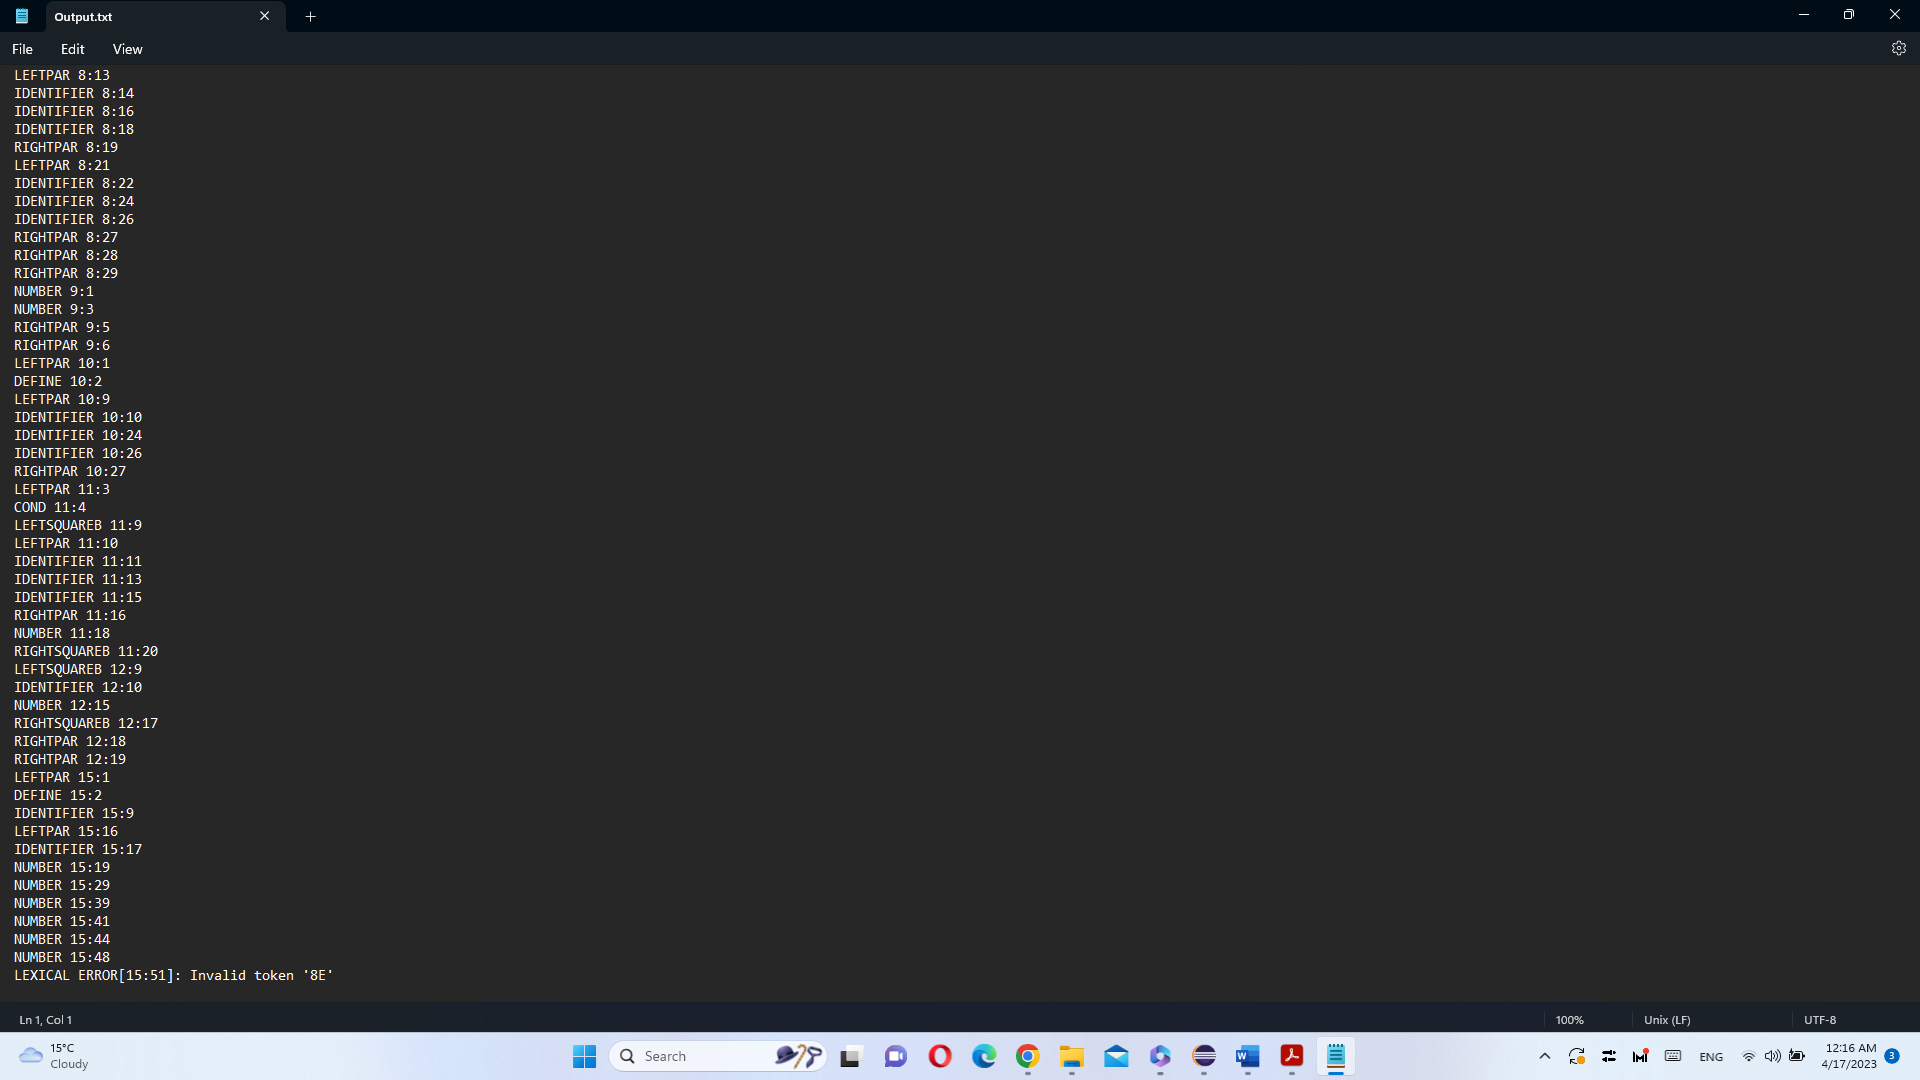 Output.txt
File Edit View
LEFTPAR 8:13
IDENTIFIER 8:14
IDENTIFIER 8:16
IDENTIFIER 8:18
RIGHTPAR 8:19
LEFTPAR 8:21
IDENTIFIER 8:22
IDENTIFIER 8:24
IDENTIFIER 8:26
RIGHTPAR 8:27
RIGHTPAR 8:28
RIGHTPAR 8:29
NUMBER 9:1
NUMBER 9:3
RIGHTPAR 9:5
RIGHTPAR 9:6
LEFTPAR 10:1
DEFINE 10:2
LEFTPAR 10:9
IDENTIFIER 10:10
IDENTIFIER 10:24
IDENTIFIER 10:26
RIGHTPAR 10:27
LEFTPAR 11:3
COND 11:4
LEFTSQUAREB 11:9
LEFTPAR 11:10
IDENTIFIER 11:11
IDENTIFIER 11:13
IDENTIFIER 11:15
RIGHTPAR 11:16
NUMBER 11:18
RIGHTSQUAREB 11:20
LEFTSQUAREB 12:9
IDENTIFIER 12:10
NUMBER 12:15
RIGHTSQUAREB 12:17
RIGHTPAR 12:18
RIGHTPAR 12:19
LEFTPAR 15:1
DEFINE 15:2
IDENTIFIER 15:9
LEFTPAR 15:16
IDENTIFIER 15:17
NUMBER 15:19
NUMBER 15:29
NUMBER 15:39
NUMBER 15:41
NUMBER 15:44
NUMBER 15:48
LEXICAL ERROR[15:51]: Invalid token '8E'
Ln 1, Col 1 100% Unix (LF) UTF-8
15°C
Cloudy
Search
ENG
12:16 AM
4/17/2023
3